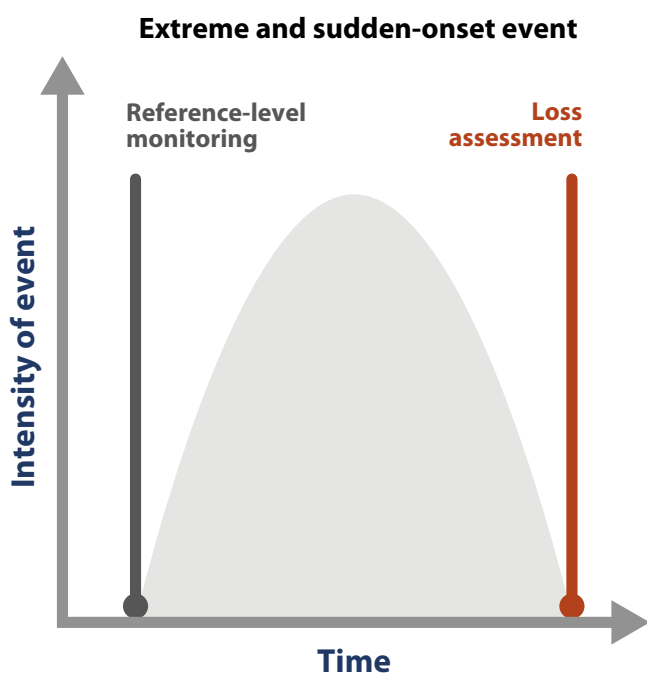 Extreme and sudden-onset event
Reference-level
monitoring
Loss
assessment
Intensity of event
Time